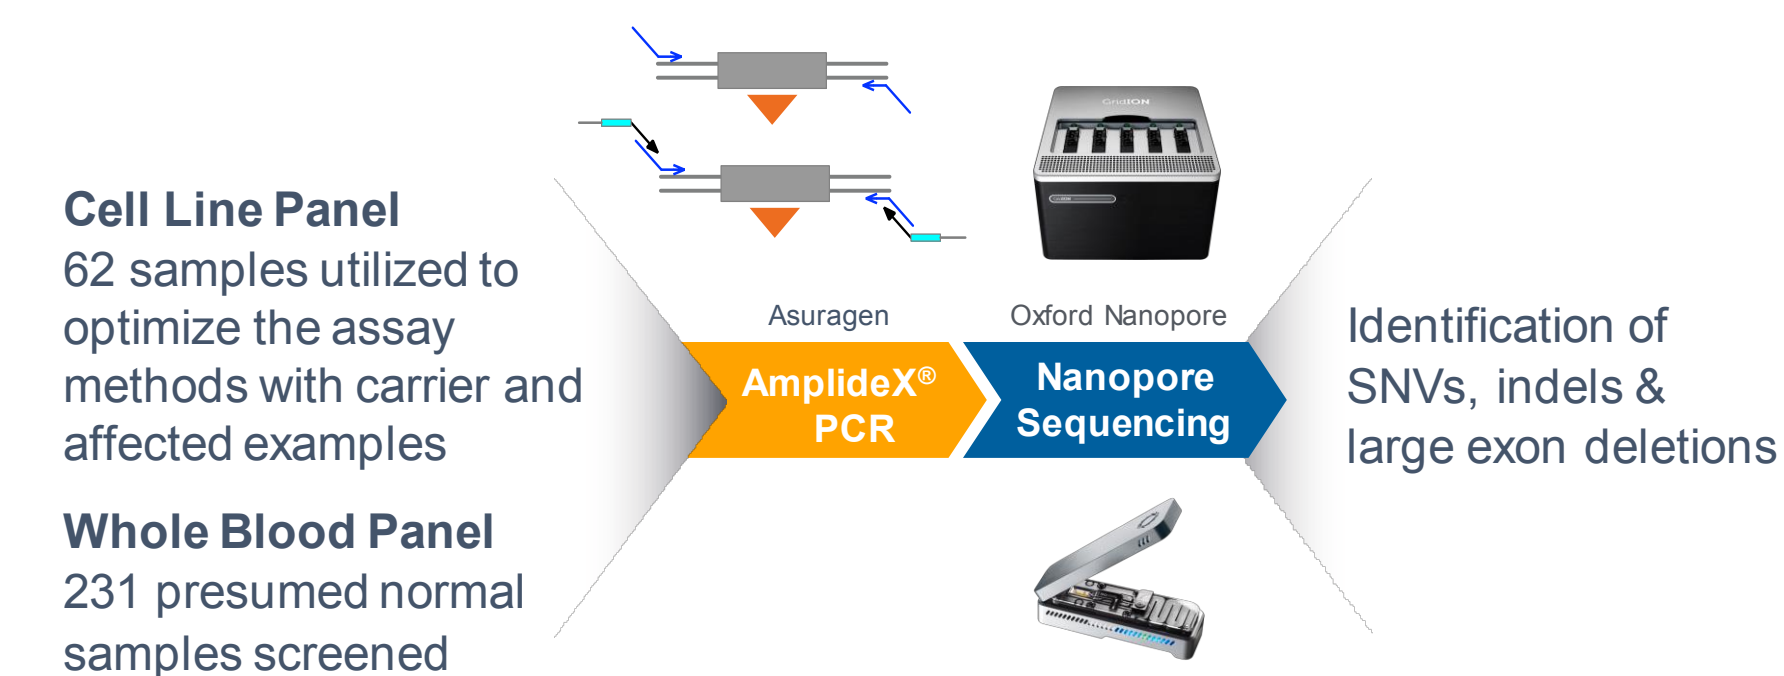 Cell Line Panel
62 samples utilized to
optimize the assay
methods with carrier and
affected examples
Whole Blood Panel
231 presumed normal
samples screened
Asuragen
AmplideX®
PCR
GridION
Oxford Nanopore
Nanopore
Sequencing
Identification of
SNVs, indels &
large exon deletions